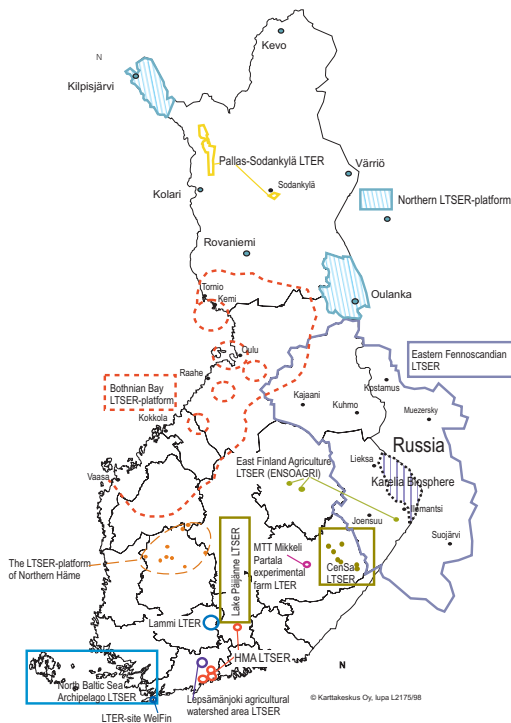 Kevo
N
Kilpisjärvi
Pallas-Sodankylä LTER
Värriö
Sodankylä
Kolari
Northern LTSER-platform
Rovaniemi
Tornio
Kemi
Oulanka
Oulu
Eastern Fennoscandian
LTSER
Raahe
Bothnian Bay
LTSER-platform
Kostamus
Kajaani
Kuhmo
Muezersky
Kokkola
Russia
East Finland Agriculture
LTSER (ENSOAGRI)
Lieksa
Vaasa
Karelia Biosphere
Ilomantsi
Joensuu
Suojärvi
The LTSER-platform
of Northern Häme
Lake Päijänne LTSER
MTT Mikkeli
Partala
experimental
farm LTER
CenSa
LTSER
Lammi LTER
HMA LTSER
N
North Baltic Sea
Archipelago LTSER
Lepsämänjoki agricultural
watershed area LTSER
© Karttakeskus Oy, lupa L2175/98
LTER-site WelFin